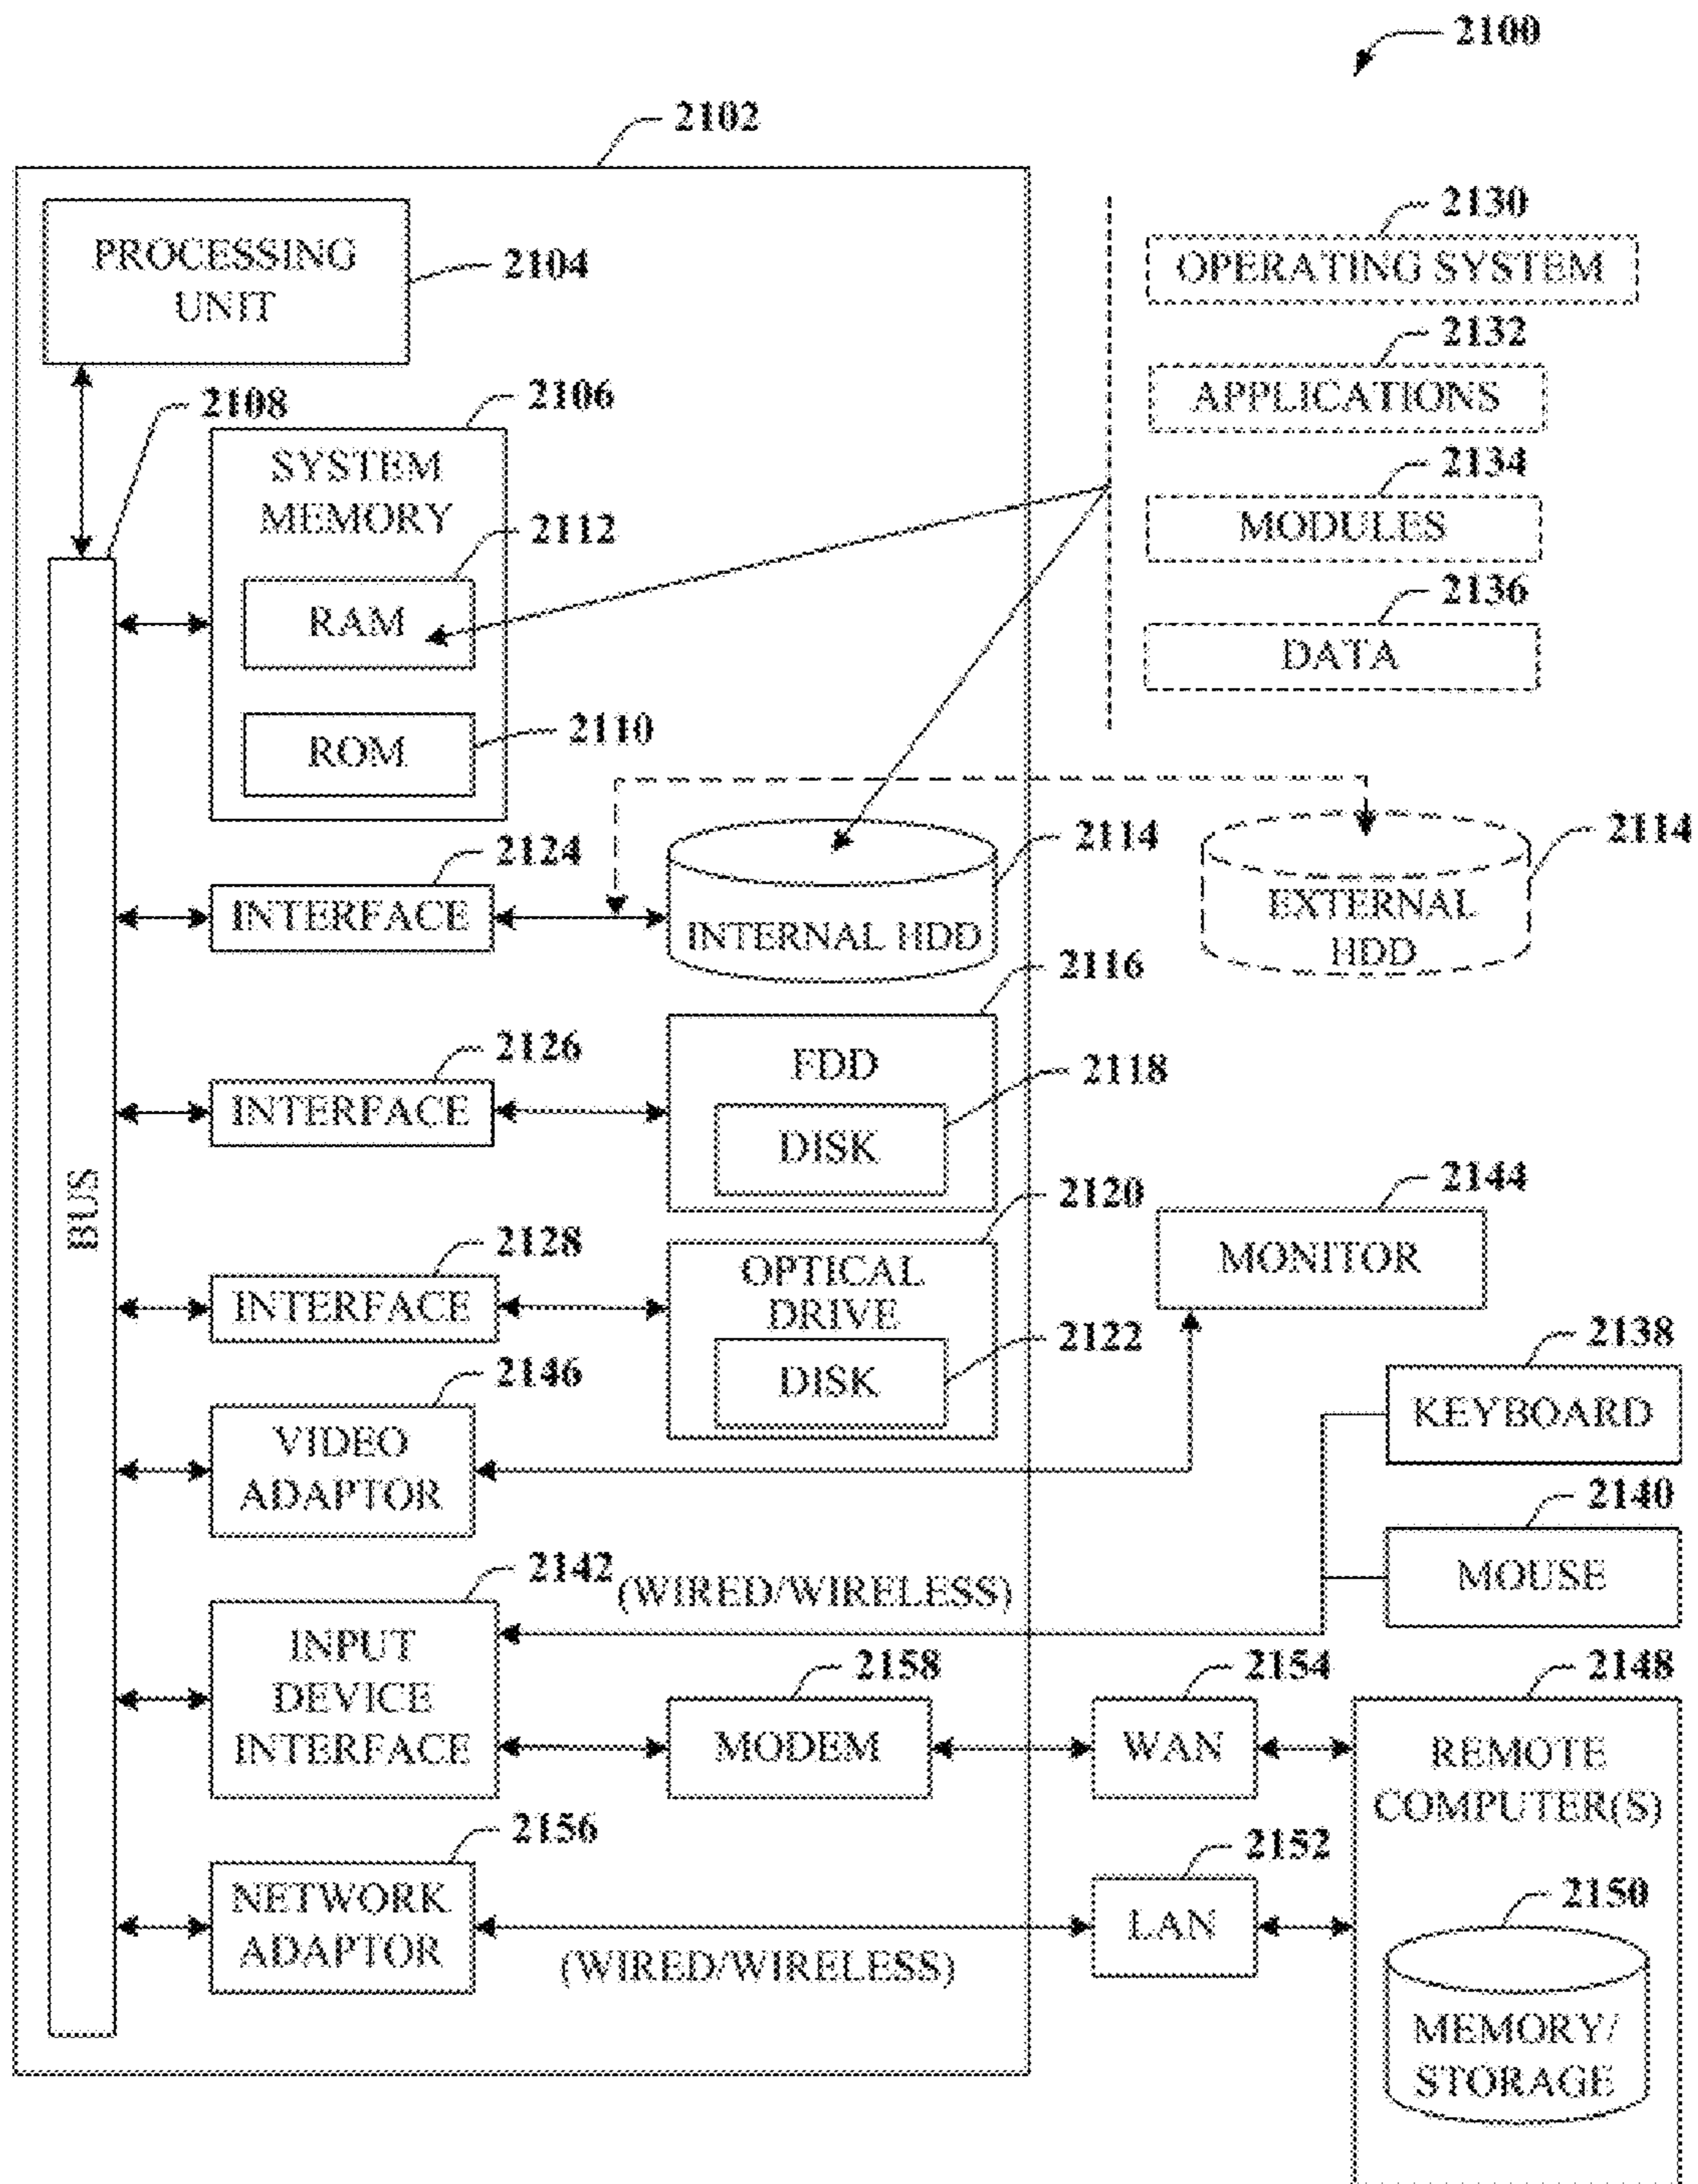 2100
2102
PROCESSING
UNIT
2104
2108
2106
SYSTEM
MEMORY
2112
RAM
2110
ROM
2130
OPERATING SYSTEM
2132
APPLICATIONS
2134
MODULES
2136
DATA
BUS
2124
INTERFACE
2114
INTERNAL HDD
2114
EXTERNAL
HDD
2126
INTERFACE
2116
FDD
2118
DISK
2128
INTERFACE
2120
OPTICAL
DRIVE
2122
DISK
2144
MONITOR
2146
VIDEO
ADAPTOR
2138
KEYBOARD
2140
MOUSE
2142
(WIRED/WIRELESS)
INPUT
DEVICE
INTERFACE
2158
MODEM
2154
WAN
2148
REMOTE
COMPUTER(S)
2156
NETWORK
ADAPTOR
(WIRED/WIRELESS)
2152
LAN
2150
MEMORY/
STORAGE